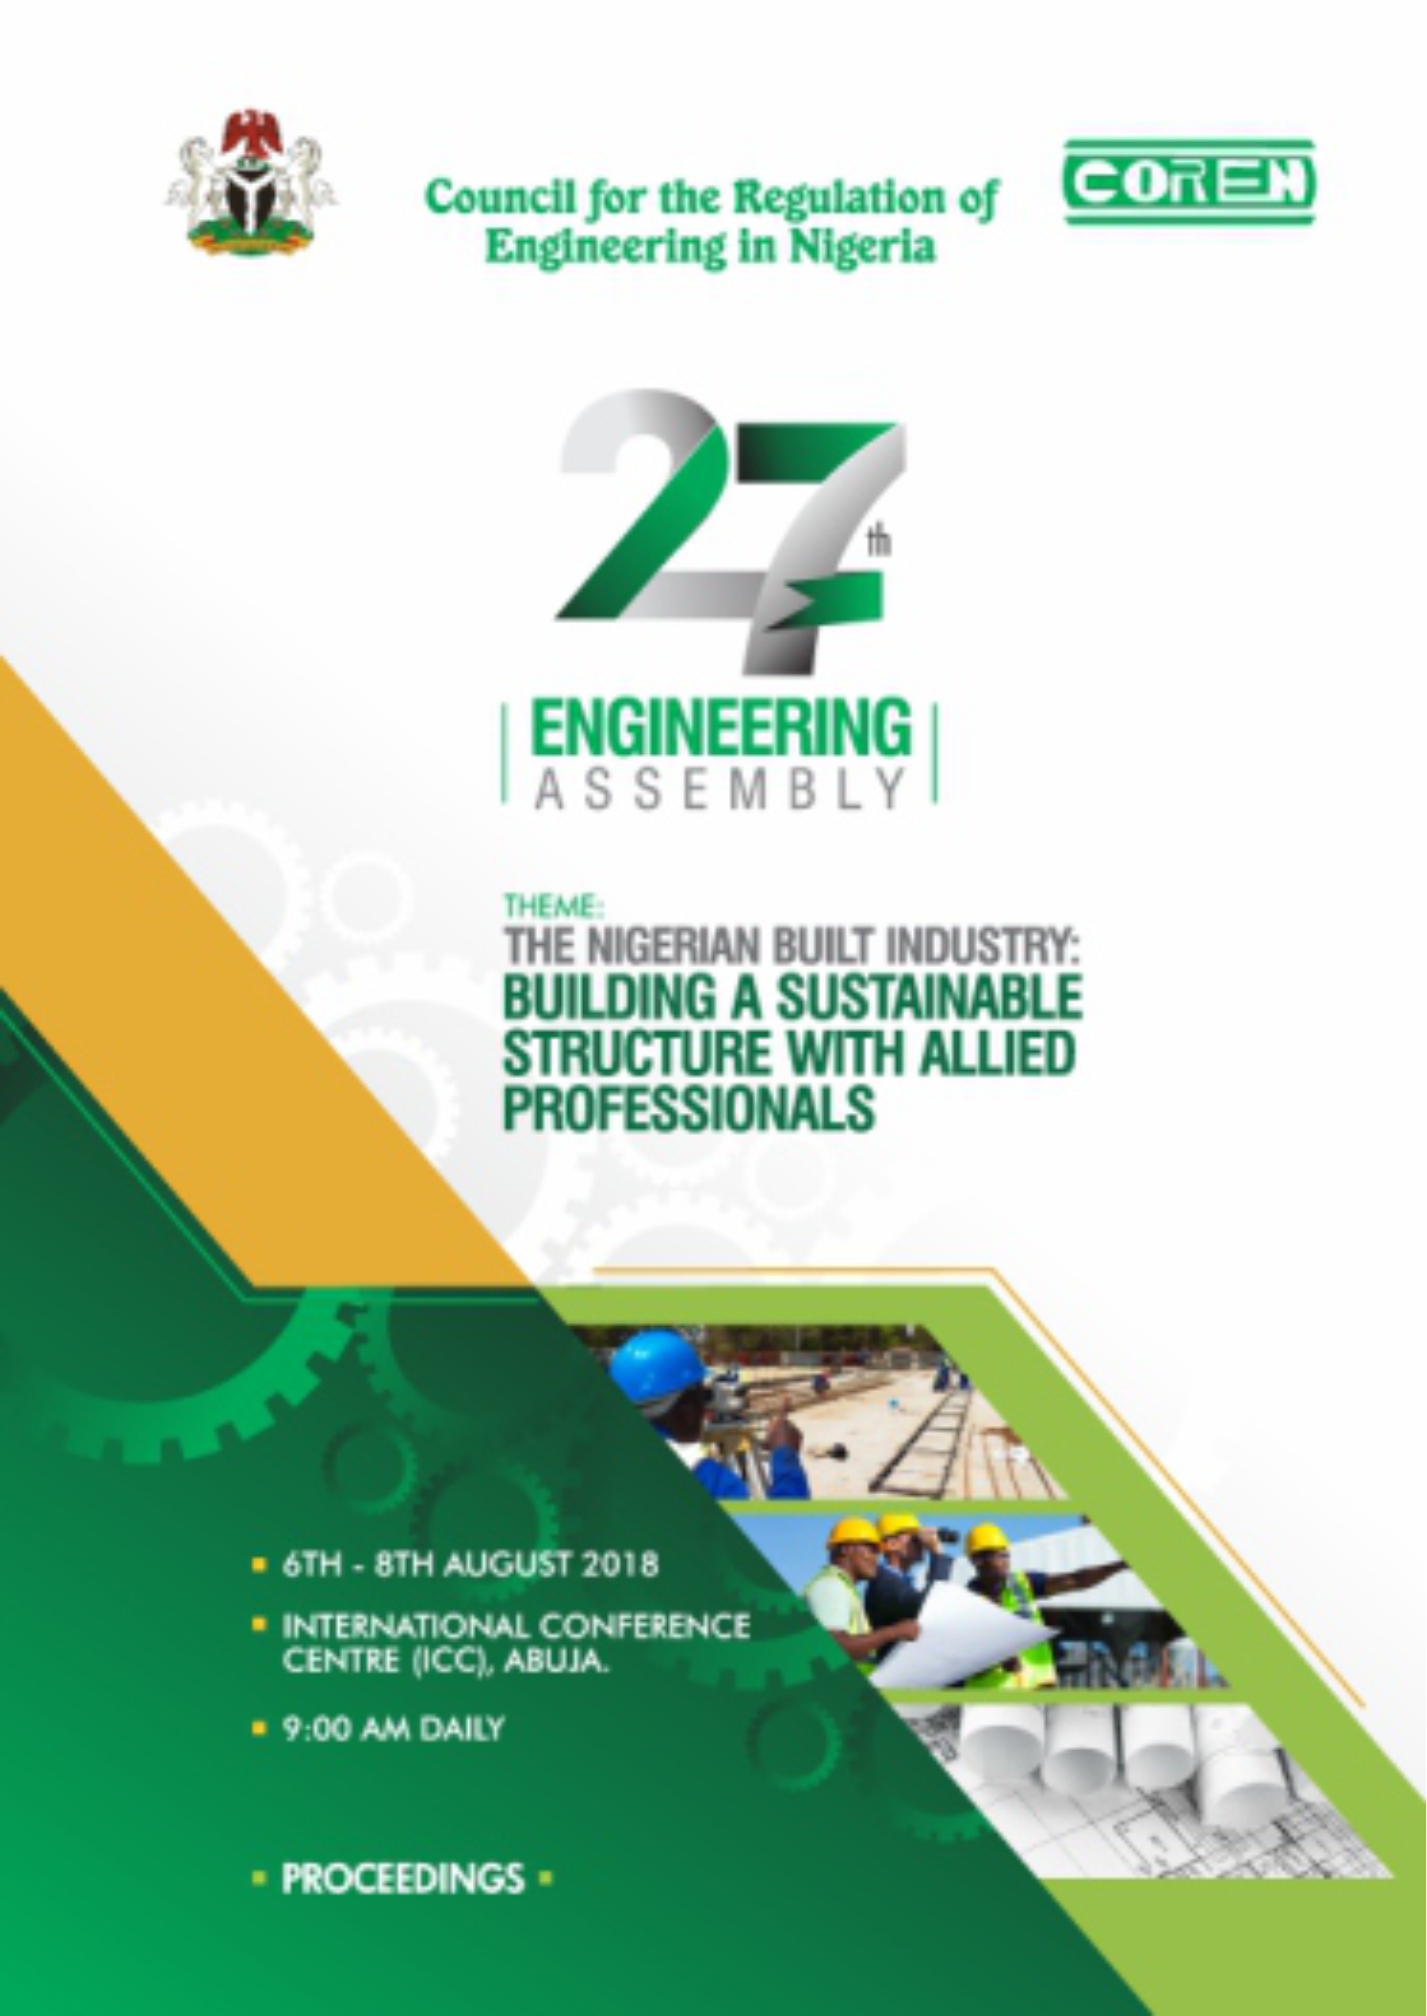 Council for the Regulation of
Engineering in Nigeria
COREN
27th
ENGINEERING
ASSEMBLY
THEME:
THE NIGERIAN BUILT INDUSTRY:
BUILDING A SUSTAINABLE
STRUCTURE WITH ALLIED
PROFESSIONALS
6TH - 8TH AUGUST 2018
INTERNATIONAL CONFERENCE
CENTRE (ICC), ABUJA.
9:00 AM DAILY
PROCEEDINGS